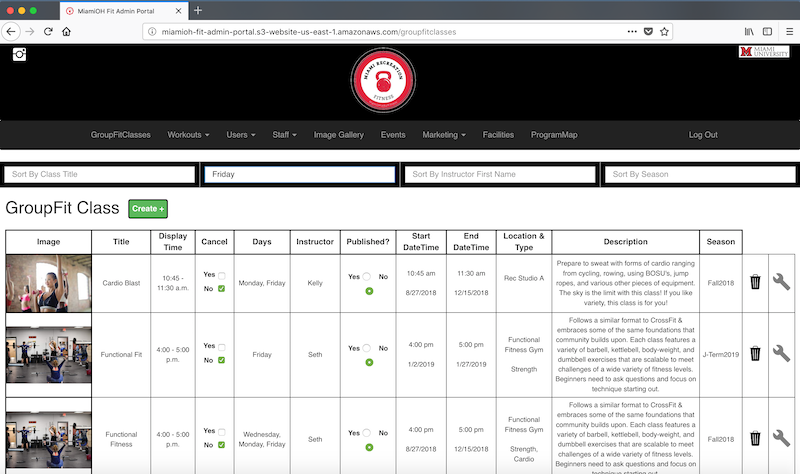 MiamiOH Fit Admin Portal
miamioh-fit-admin-portal.s3-website-us-east-1.amazonaws.com/groupfitclasses
MIAMI RECREATION
FITNESS
M MIAMI
UNIVERSITY
GroupFitClasses Workouts Users Staff Image Gallery Events Marketing Facilities ProgramMap Log Out
Sort By Class Title Friday Sort By Instructor First Name Sort By Season
GroupFit Class Create +
Image Title Display Time Cancel Days Instructor Published? Start DateTime End DateTime Location & Type Description Season
Cardio Blast
10:45 -
11:30 a.m.
Yes
No
Monday, Friday
Kelly
Yes No
10:45 am
8/27/2018
11:30 am
12/15/2018
Rec Studio A
Prepare to sweat with forms of cardio ranging
from cycling, rowing, using BOSU's, jump
ropes, and various other pieces of equipment.
The sky is the limit with this class! If you like
variety, this class is for you!
Fall2018
Functional Fit
4:00 - 5:00
p.m.
Yes
No
Friday
Seth
Yes No
4:00 pm
1/2/2019
5:00 pm
1/27/2019
Functional
Fitness Gym
Strength
Follows a similar format to CrossFit &
embraces some of the same foundations that
community builds upon. Each class features a
variety of barbell, kettlebell, body-weight, and
dumbbell exercises that are scalable to meet
challenges of a wide variety of fitness levels.
Beginners need to ask questions and focus on
technique starting out.
J-Term2019
Functional
Fitness
4:00 - 5:00
p.m.
Yes
No
Wednesday,
Monday, Friday
Seth
Yes No
4:00 pm
8/27/2018
5:00 pm
12/15/2018
Functional
Fitness Gym
Strength,
Cardio
Follows a similar format to CrossFit &
embraces some of the same foundations that
community builds upon. Each class features a
variety of barbell, kettlebell, body-weight, and
dumbbell exercises that are scalable to meet
challenges of a wide variety of fitness levels.
Beginners need to ask questions and focus on
technique starting out.
Fall2018